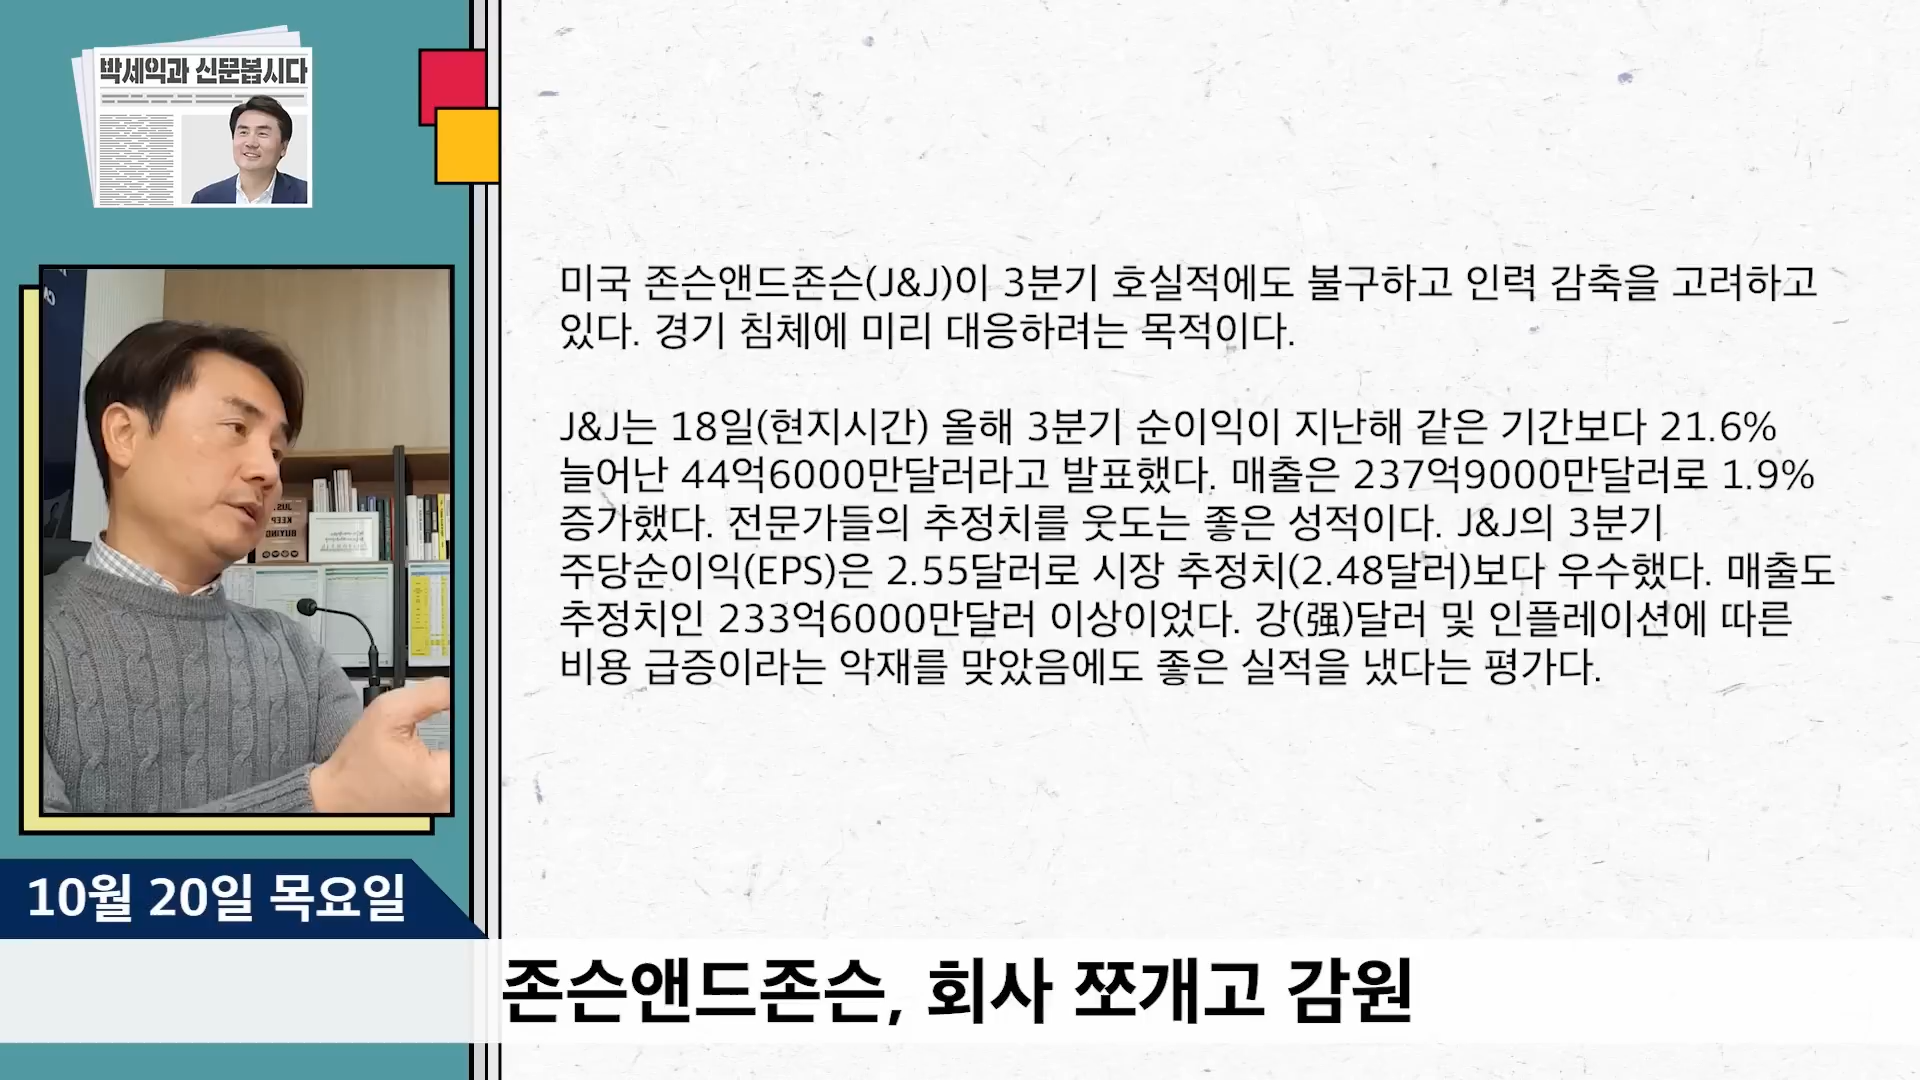 박세익과 신문봅시다
미국 존슨앤드존슨(J&J)이 3분기 호실적에도 불구하고 인력 감축을 고려하고
있다. 경기 침체에 미리 대응하려는 목적이다.
J&J는 18일(현지시간) 올해 3분기 순이익이 지난해 같은 기간보다 21.6%
늘어난 44억6000만달러라고 발표했다. 매출은 237억9000만달러로 1.9%
증가했다. 전문가들의 추정치를 웃도는 좋은 성적이다. J&J의 3분기
주당순이익(EPS)은 2.55달러로 시장 추정치(2.48달러)보다 우수했다. 매출도
추정치인 233억6000만달러 이상이었다. 강(强)달러 및 인플레이션에 따른
비용 급증이라는 악재를 맞았음에도 좋은 실적을 냈다는 평가다.
JUST
KEEP
BUYING
10월 20일 목요일
존슨앤드존슨, 회사 쪼개고 감원